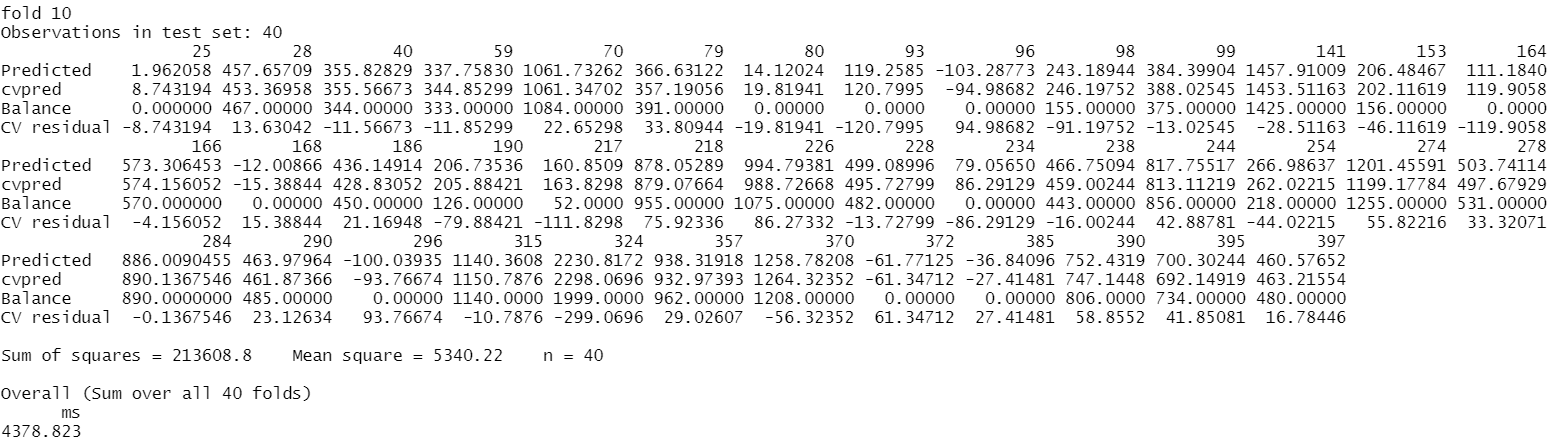 fold 10
Observations in test set: 40
25 28 40 59 70 79 80 93 96 98 99 141 153 164
Predicted 1.962058 457.65709 355.82829 337.75830 1061.73262 366.63122 14.12024 119.2585 -103.28773 243.18944 384.39904 1457.91009 206.48467 111.1840
cvpred 8.743194 453.36958 355.56673 344.85299 1061.34702 357.19056 19.81941 120.7995 -94.98682 246.19752 388.02545 1453.51163 202.11619 119.9058
Balance 0.000000 467.00000 344.00000 333.00000 1084.00000 391.00000 0.00000 0.0000 0.00000 155.00000 375.00000 1425.00000 156.00000 0.0000
CV residual -8.743194 13.63042 -11.56673 -11.85299 22.65298 33.80944 -19.81941 -120.7995 94.98682 -91.19752 -13.02545 -28.51163 -46.11619 -119.9058
166 168 186 190 217 218 226 228 234 238 244 254 274 278
Predicted 573.306453 -12.00866 436.14914 206.73536 160.8509 878.05289 994.79381 499.08996 79.05650 466.75094 817.75517 266.98637 1201.45591 503.74114
cvpred 574.156052 -15.38844 428.83052 205.88421 163.8298 879.07664 988.72668 495.72799 86.29129 459.00244 813.11219 262.02215 1199.17784 497.67929
Balance 570.000000 0.00000 450.00000 126.00000 52.0000 955.00000 1075.00000 482.00000 0.00000 443.00000 856.00000 218.00000 1255.00000 531.00000
CV residual -4.156052 15.38844 21.16948 -79.88421 -111.8298 75.92336 86.27332 -13.72799 -86.29129 -16.00244 42.88781 -44.02215 55.82216 33.32071
284 290 296 315 324 357 370 372 385 390 395 397
Predicted 886.0090455 463.97964 -100.03935 1140.3608 2230.8172 938.31918 1258.78208 -61.77125 -36.84096 752.4319 700.30244 460.57652
cvpred 890.1367546 461.87366 -93.76674 1150.7876 2298.0696 932.97393 1264.32352 -61.34712 -27.41481 747.1448 692.14919 463.21554
Balance 890.0000000 485.00000 0.00000 1140.0000 1999.0000 962.00000 1208.00000 0.00000 0.00000 806.0000 734.00000 480.00000
CV residual -0.1367546 23.12634 93.76674 -10.7876 -299.0696 29.02607 -56.32352 61.34712 27.41481 58.8552 41.85081 16.78446
Sum of squares = 213608.8 Mean square = 5340.22 n = 40
Overall (Sum over all 40 folds)
ms
4378.823